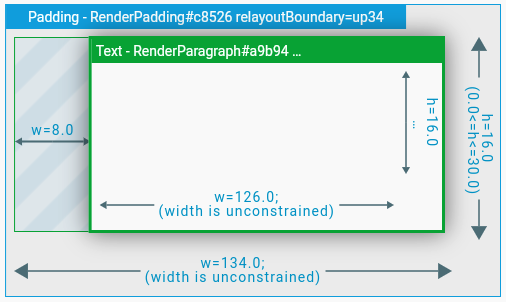 Padding - RenderPadding#c8526 relayoutBoundary=up34
Text - RenderParagraph#a9b94 ...
w=8.0
h=16.0
...
h=16.0
(0.0<=h<=30.0)
w=126.0;
(width is unconstrained)
w=134.0;
(width is unconstrained)